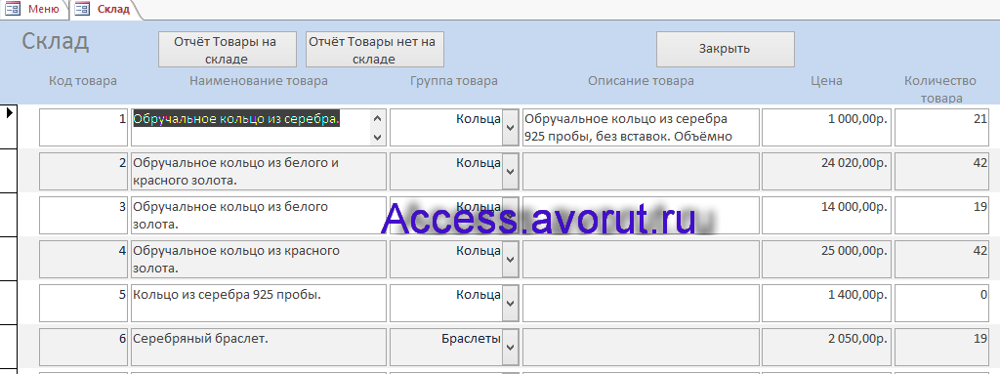 Меню Склад
Склад
Отчёт Товары на
складе
Отчёт Товары нет на
складе
Закрыть
Код товара Наименование товара Группа товара Описание товара Цена Количество
товара
1 Обручальное кольцо из серебра. Кольца Обручальное кольцо из серебра 1 000,00р. 21
925 пробы, без вставок. Объёмно
2 Обручальное кольцо из белого и Кольца 24 020,00р. 42
красного золота.
3 Обручальное кольцо из белого Кольца 14 000,00р. 19
золота.
Access.avorut.ru
4 Обручальное кольцо из красного Кольца 25 000,00р. 42
золота.
5 Кольцо из серебра 925 пробы. Кольца 1 400,00р. 0
6 Серебряный браслет. Браслеты 2 050,00р. 19